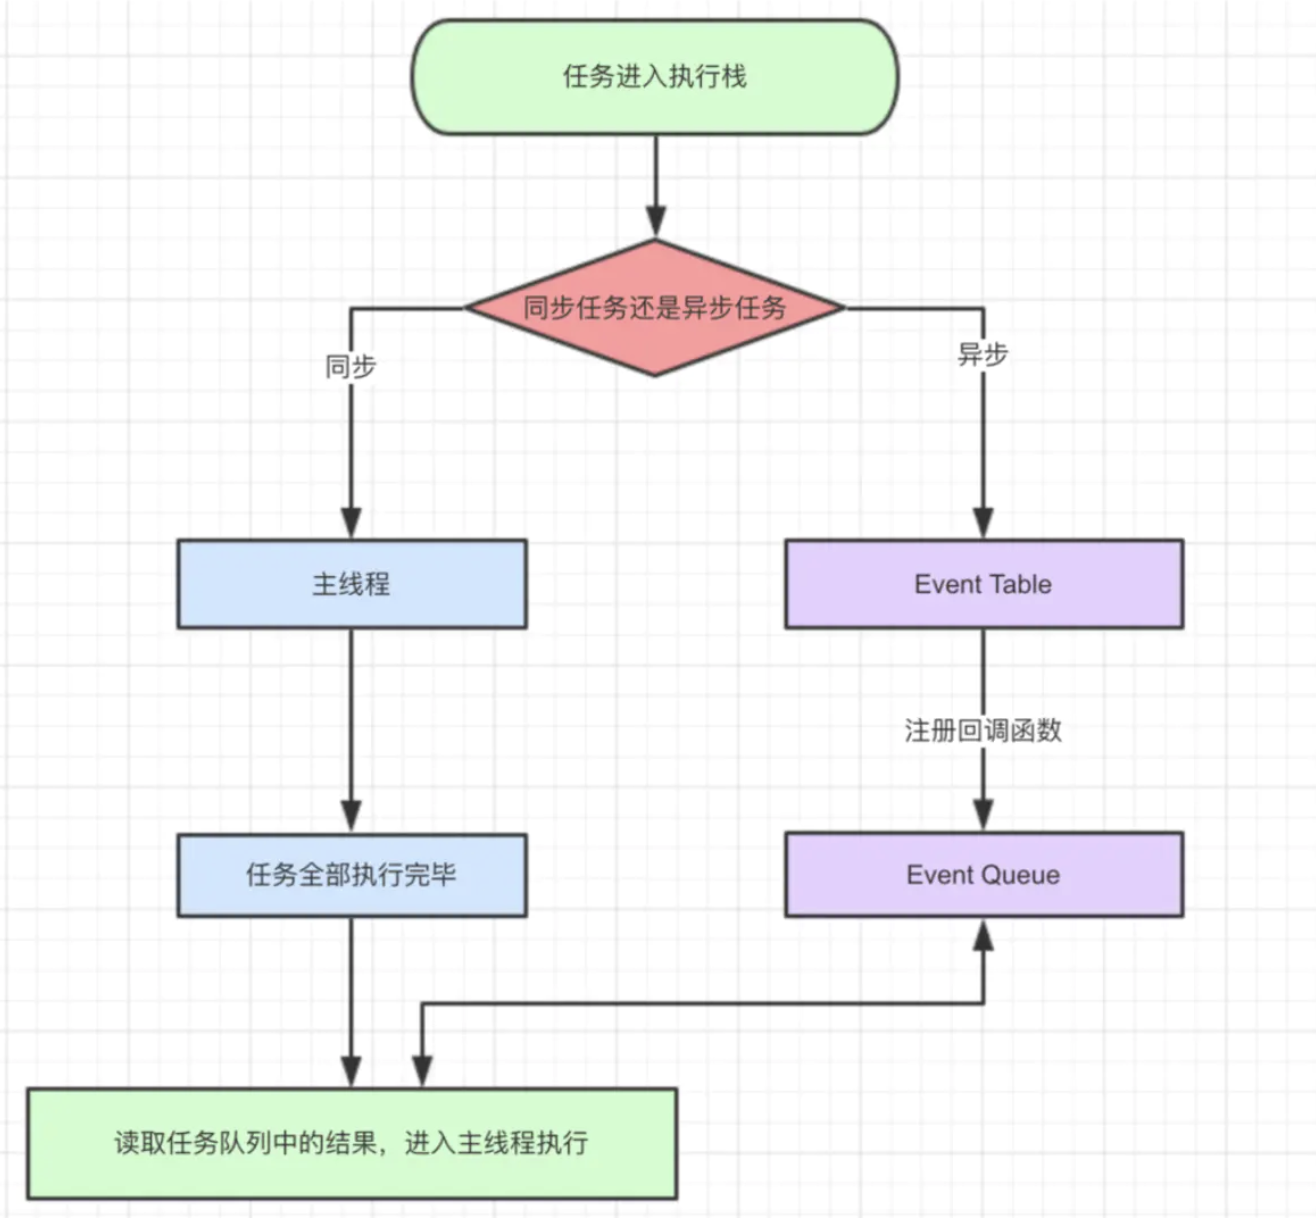 任务进入执行栈
同步任务还是异步任务
同步
异步
主线程
Event Table
注册回调函数
任务全部执行完毕
Event Queue
读取任务队列中的结果，进入主线程执行